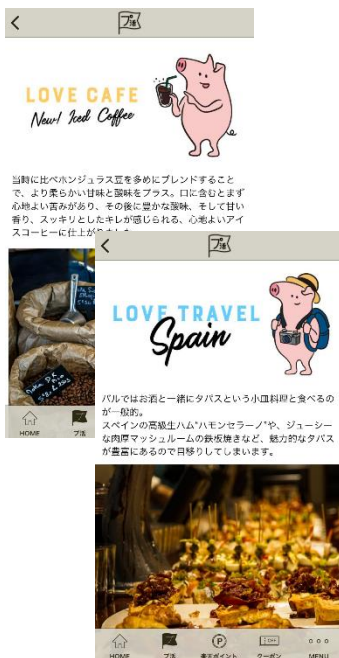 プ活
LOVE CAFE
New! Iced Coffee
当時に比べホンジュラス豆を多めにブレンドすること
で、より柔らかい甘味と酸味をプラス。口に含むとまず
心地よい苦みがあり、その後に豊かな酸味、そして甘い
香り、スッキリとしたキレが感じられる、心地よいアイ
スコーヒーに仕上が
HOME
プ活
プ活
LOVE TRAVEL
Spain
バルではお酒と一緒にタパスという小皿料理と食べるの
が一般的。
スペインの高級生ハム"ハモンセラーノ"や、ジューシー
な肉厚マッシュルームの鉄板焼きなど、魅力的なタパス
が豊富にあるので目移りしてしまいます。
HOME
プ活
楽天ポイント
クーポン
MENU